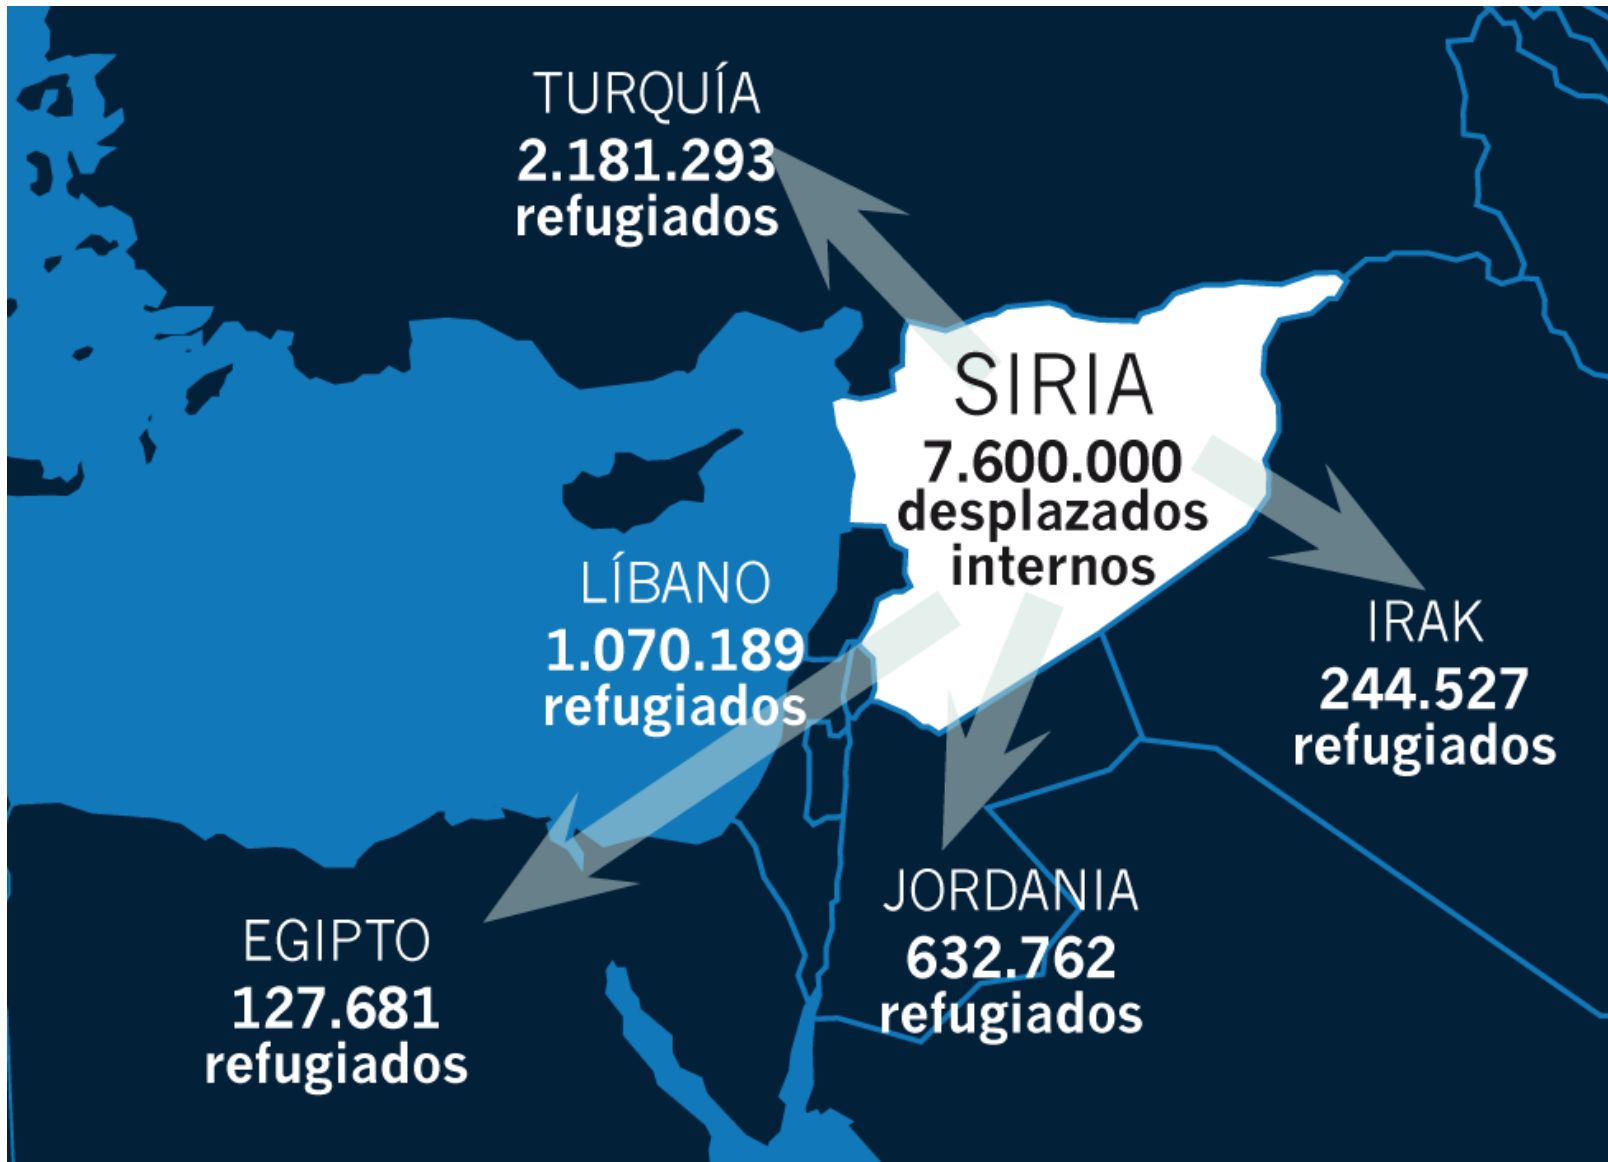 TURQUÍA
2.181.293
refugiados
SIRIA
7.600.000
desplazados
internos
LÍBANO
1.070.189
refugiados
IRAK
244.527
refugiados
JORDANIA
632.762
refugiados
EGIPTO
127.681
refugiados